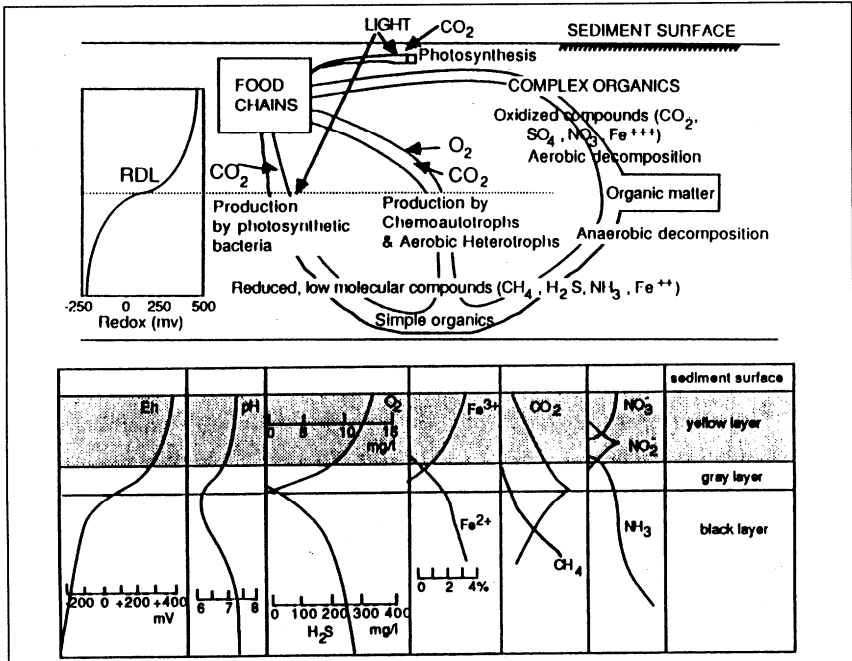 LIGHT
CO2
SEDIMENT SURFACE
Photosynthesis
FOOD
CHAINS
COMPLEX ORGANICS
Oxidized compounds (CO2,
SO4, NO3, Fe+++)
Aerobic decomposition
O2
CO2
CO2
RDL
Organic matter
Production
by photosynthetic
bacteria
Production by
Chemoautotrophs
& Aerobic Heterotrophs
Anaerobic decomposition
Reduced, low molecular compounds (CH4, H2S, NH3, Fe++)
Simple organics
-250 0 250 500
Redox (mv)
sediment surface
Eh
pH
O2
0 5 10 15
mg/l
Fe3+
CO2
NO3-
NO2-
yellow layer
gray layer
Fe2+
NH3
black layer
CH4
0 2 4%
-200 0 +200 +400
mV
6 7 8
0 100 200 300 400
H2S mg/l